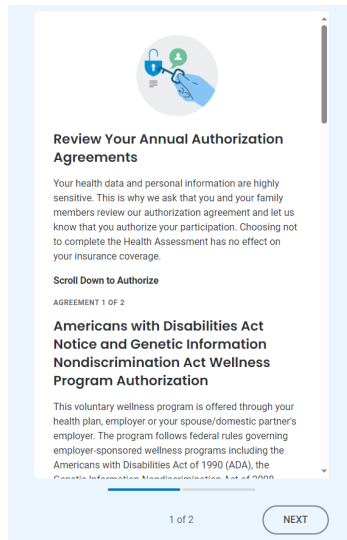 Review Your Annual Authorization
Agreements
Your health data and personal information are highly
sensitive. This is why we ask that you and your family
members review our authorization agreement and let us
know that you authorize your participation. Choosing not
to complete the Health Assessment has no effect on
your insurance coverage.
Scroll Down to Authorize
AGREEMENT 1 OF 2
Americans with Disabilities Act
Notice and Genetic Information
Nondiscrimination Act Wellness
Program Authorization
This voluntary wellness program is offered through your
health plan, employer or your spouse/domestic partner's
employer. The program follows federal rules governing
employer-sponsored wellness programs including the
Americans with Disabilities Act of 1990 (ADA), the
Genetic Information Nondiscrimination Act of 2008
1 of 2
NEXT